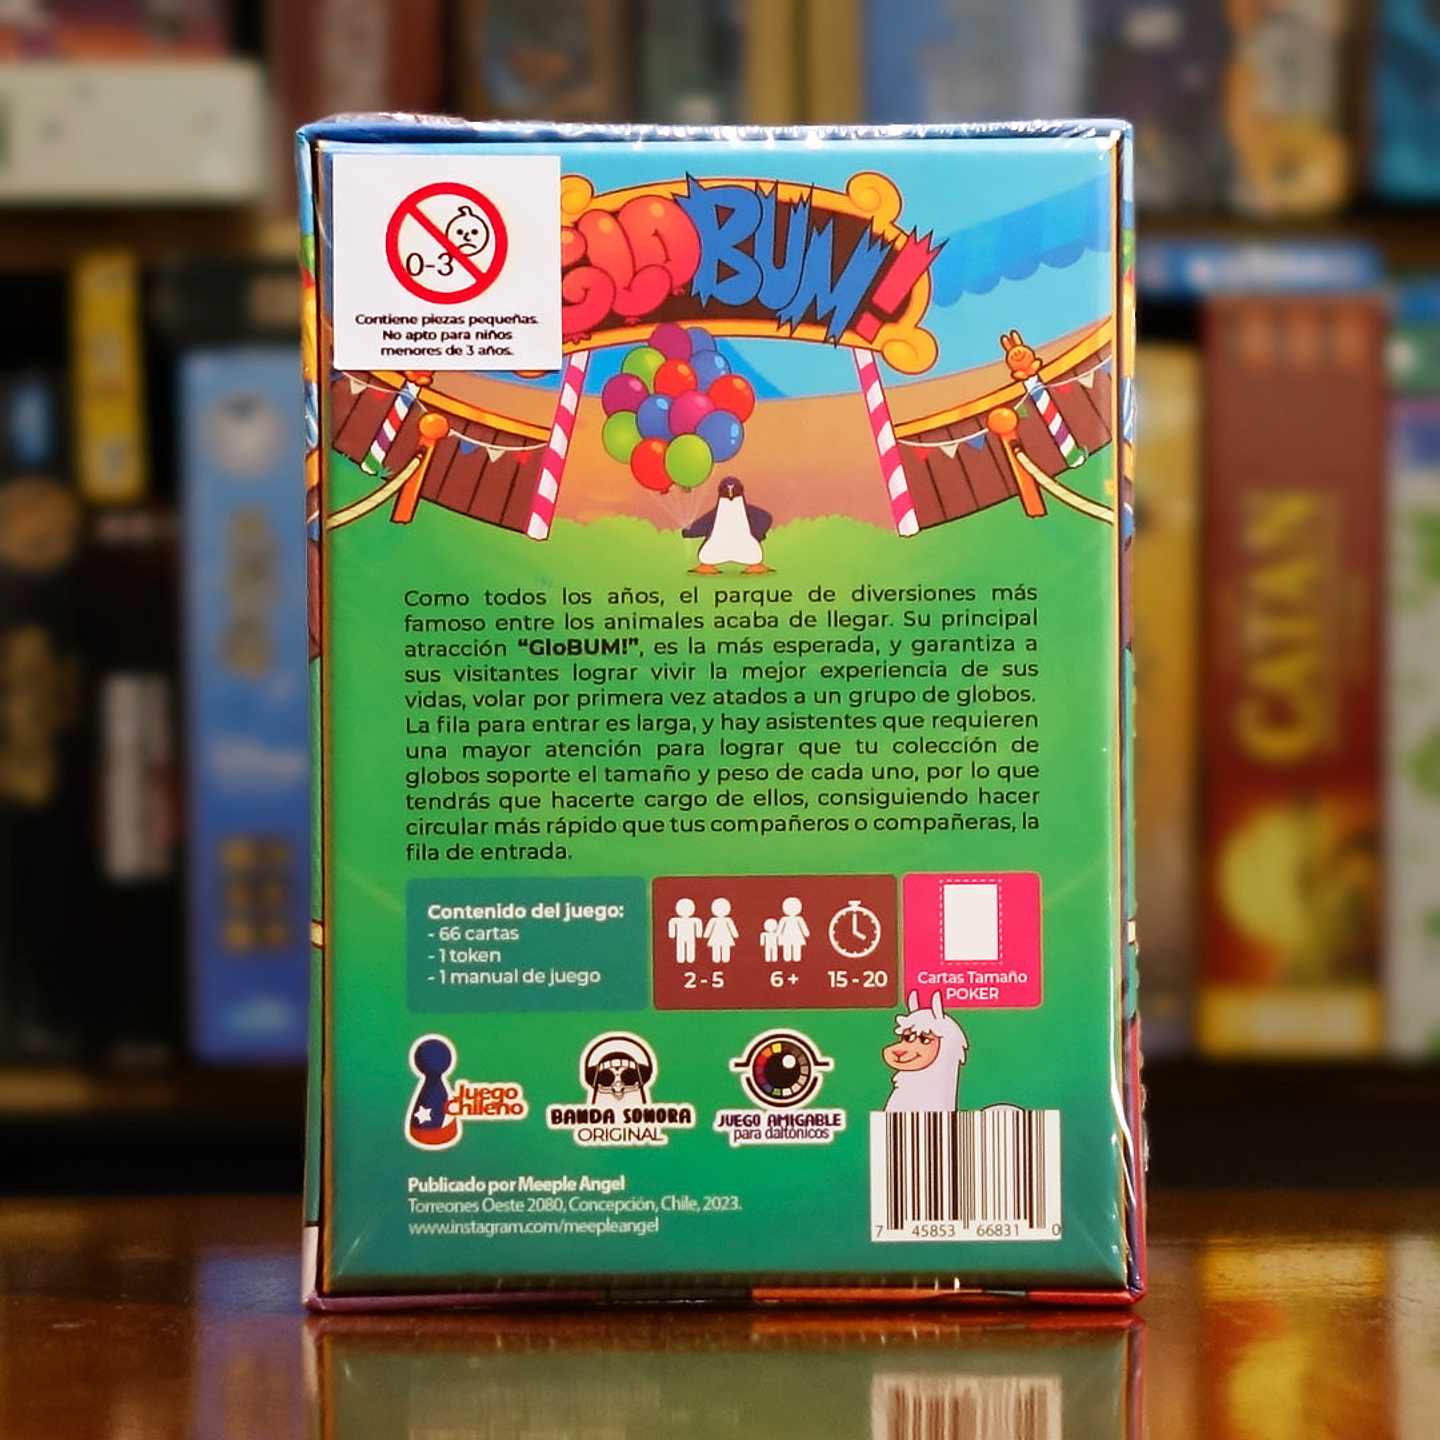 0-3
Contiene piezas pequeñas.
No apto para niños
menores de 3 años.
GLOBUM!
Como todos los años, el parque de diversiones más
famoso entre los animales acaba de llegar. Su principal
atracción “GloBUM!”, es la más esperada, y garantiza a
sus visitantes lograr vivir la mejor experiencia de sus
vidas, volar por primera vez atados a un grupo de globos.
La fila para entrar es larga, y hay asistentes que requieren
una mayor atención para lograr que tu colección de
globos soporte el tamaño y peso de cada uno, por lo que
tendrás que hacerte cargo de ellos, consiguiendo hacer
circular más rápido que tus compañeros o compañeras, la
fila de entrada.
Contenido del juego:
- 66 cartas
- 1 token
- 1 manual de juego
2-5
6+
15-20
Cartas Tamaño
POKER
Juego
Chileno
BANDA SONORA
ORIGINAL
JUEGO AMIGABLE
para daltónicos
Publicado por Meeple Angel
Torreones Oeste 2080, Concepción, Chile, 2023.
www.instagram.com/meepleangel
7 45853 66831 0
CATAN